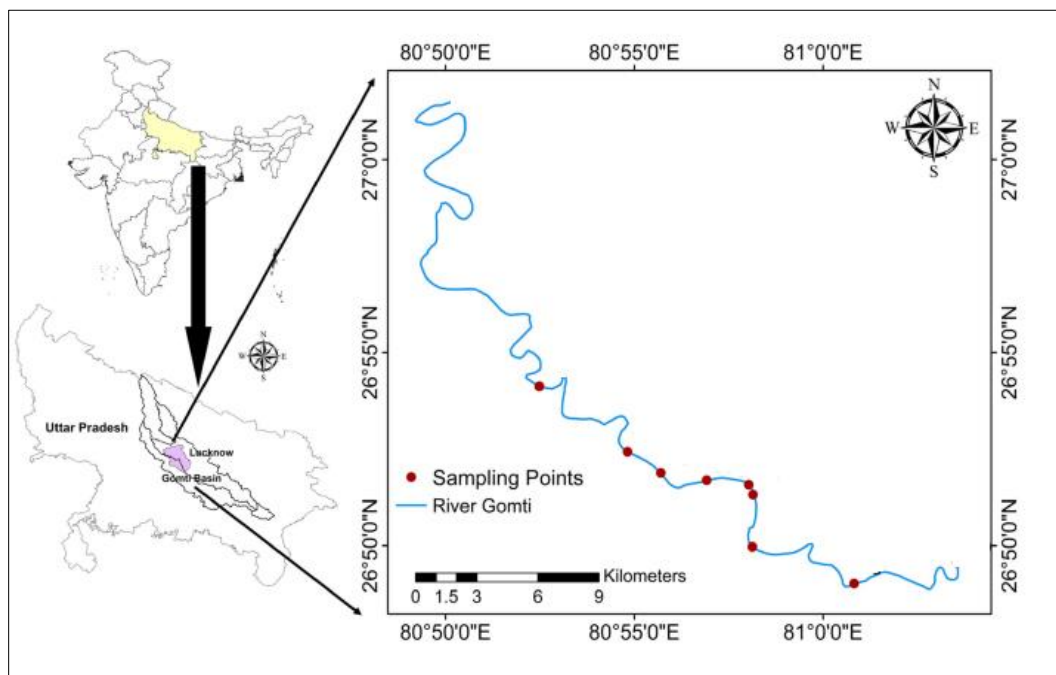 80°50'0"E 80°55'0"E 81°0'0"E
N
W E
S
27°0'0"N
27°0'0"N
26°55'0"N
26°55'0"N
N
W E
S
Uttar Pradesh
Lucknow
Gomti Basin
Sampling Points
River Gomti
26°50'0"N
26°50'0"N
Kilometers
0 1.5 3 6 9
80°50'0"E 80°55'0"E 81°0'0"E